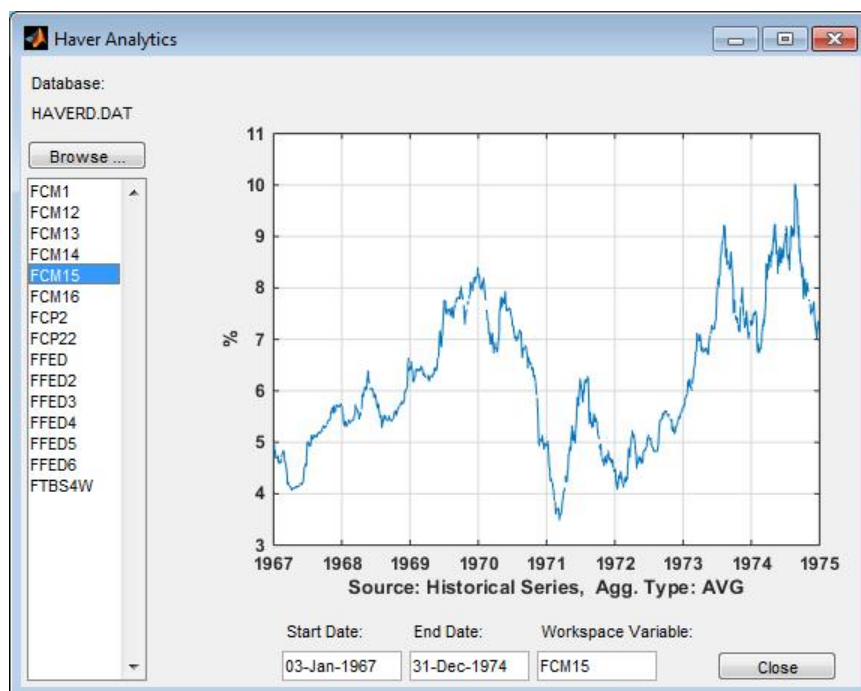 Haver Analytics
Database:
HAVERD.DAT
Browse ...
FCM1
FCM12
FCM13
FCM14
FCM15
FCM16
FCP2
FCP22
FFED
FFED2
FFED3
FFED4
FFED5
FFED6
FTBS4W
11
10
9
8
7
6
5
4
3
%
1967 1968 1969 1970 1971 1972 1973 1974 1975
Source: Historical Series, Agg. Type: AVG
Start Date: End Date: Workspace Variable:
03-Jan-1967 31-Dec-1974 FCM15 Close